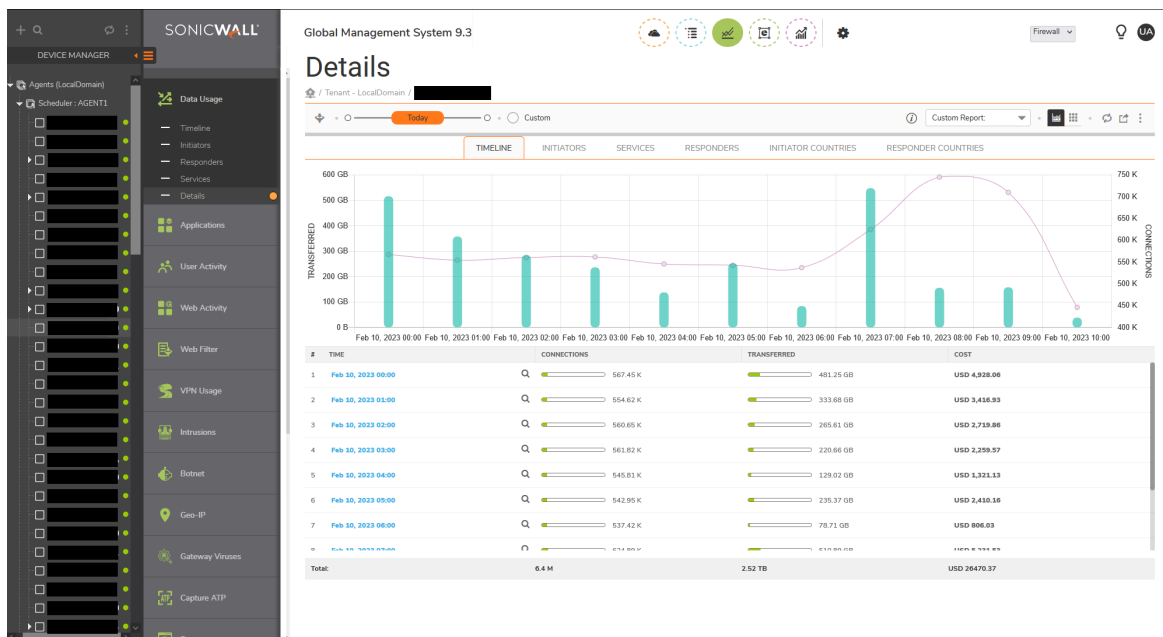 SONICWALL
Global Management System 9.3
Firewall
UA
DEVICE MANAGER
Details
Agents (LocalDomain)
Scheduler : AGENT1
/ Tenant - LocalDomain /
Data Usage
Timeline
Initiators
Responders
Services
Details
Applications
User Activity
Web Activity
Web Filter
VPN Usage
Intrusions
Botnet
Geo-IP
Gateway Viruses
Capture ATP
Today
Custom
Custom Report:
TIMELINE INITIATORS SERVICES RESPONDERS INITIATOR COUNTRIES RESPONDER COUNTRIES
TRANSFERRED
600 GB
500 GB
400 GB
300 GB
200 GB
100 GB
0 B
750 K
700 K
650 K
600 K
550 K
500 K
450 K
400 K
CONNECTIONS
Feb 10, 2023 00:00 Feb 10, 2023 01:00 Feb 10, 2023 02:00 Feb 10, 2023 03:00 Feb 10, 2023 04:00 Feb 10, 2023 05:00 Feb 10, 2023 06:00 Feb 10, 2023 07:00 Feb 10, 2023 08:00 Feb 10, 2023 09:00 Feb 10, 2023 10:00
# TIME CONNECTIONS TRANSFERRED COST
1 Feb 10, 2023 00:00 567.45 K 481.25 GB USD 4,928.06
2 Feb 10, 2023 01:00 554.62 K 333.68 GB USD 3,416.93
3 Feb 10, 2023 02:00 560.65 K 265.61 GB USD 2,719.86
4 Feb 10, 2023 03:00 561.82 K 220.66 GB USD 2,259.57
5 Feb 10, 2023 04:00 545.81 K 129.02 GB USD 1,321.13
6 Feb 10, 2023 05:00 542.95 K 235.37 GB USD 2,410.16
7 Feb 10, 2023 06:00 537.42 K 78.71 GB USD 806.03
Total: 6.4 M 2.52 TB USD 26470.37